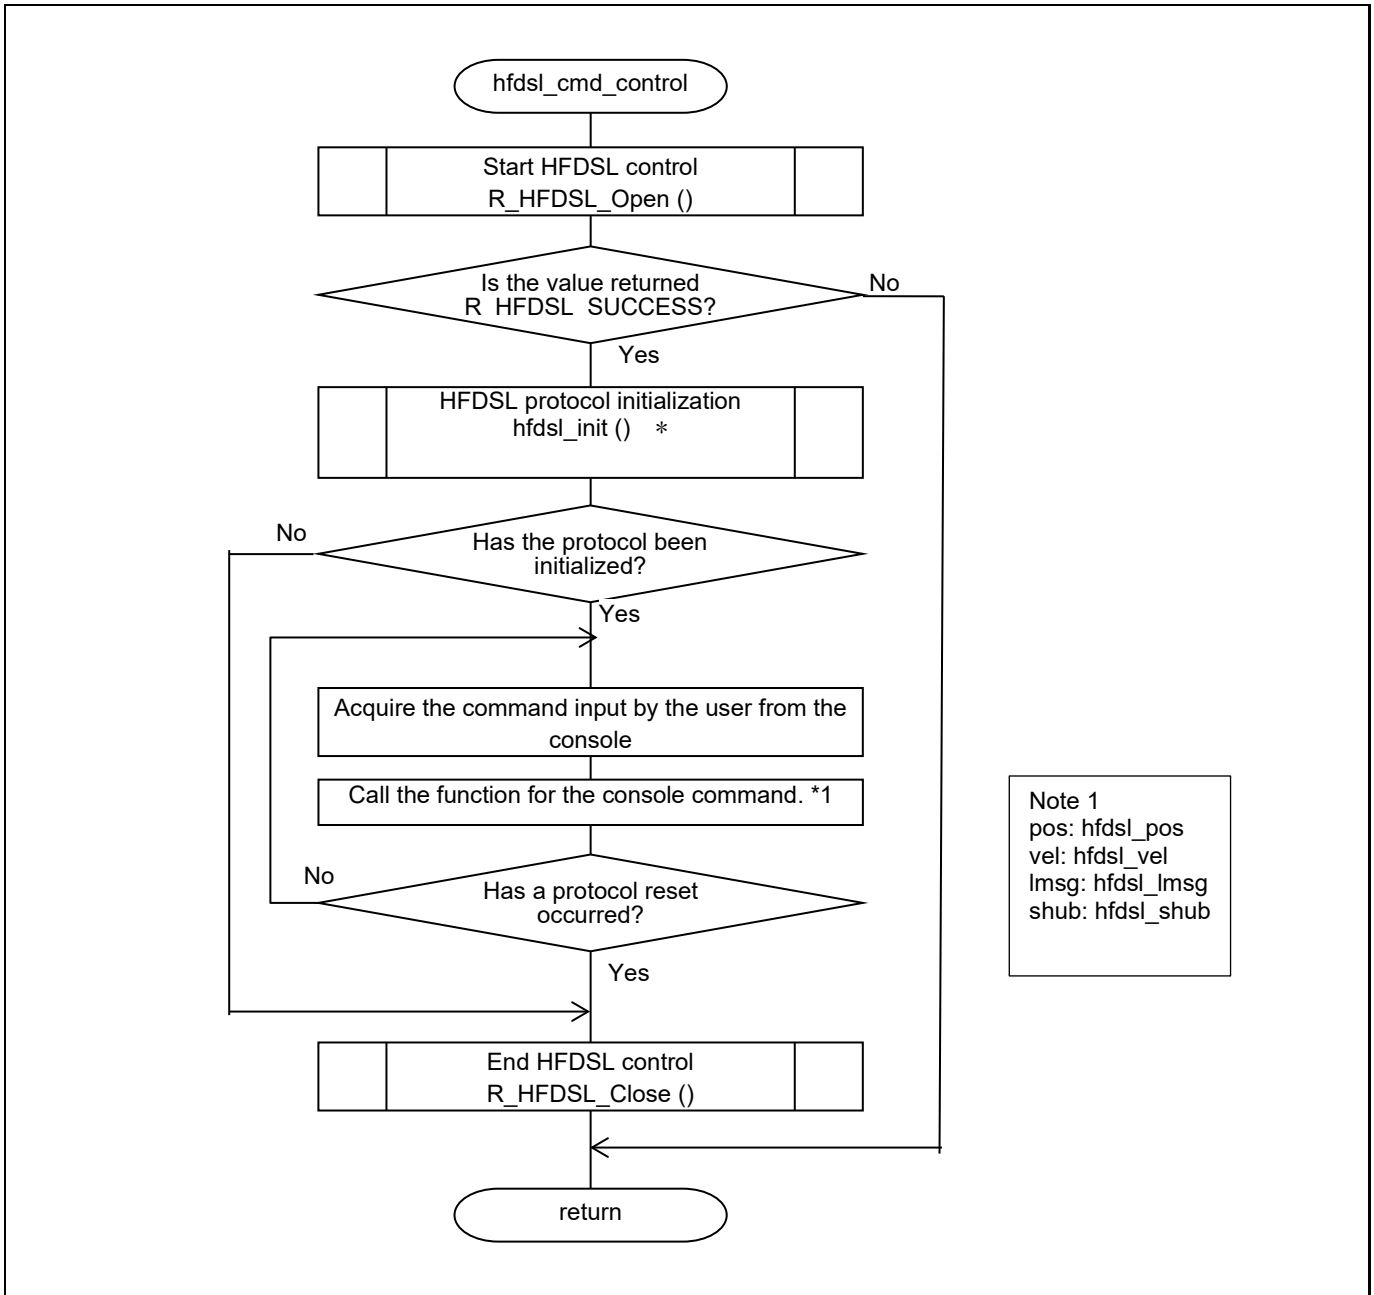 hfdsl_cmd_control
Start HFDSL control
R_HFDSL_Open ()
Is the value returned
R HFDSL SUCCESS?
No
Yes
HFDSL protocol initialization
hfdsl_init () *
No
Has the protocol been
initialized?
Yes
Acquire the command input by the user from the
console
Call the function for the console command. *1
Note 1
pos: hfdsl_pos
vel: hfdsl_vel
lmsg: hfdsl_lmsg
shub: hfdsl_shub
No
Has a protocol reset
occurred?
Yes
End HFDSL control
R_HFDSL_Close ()
return